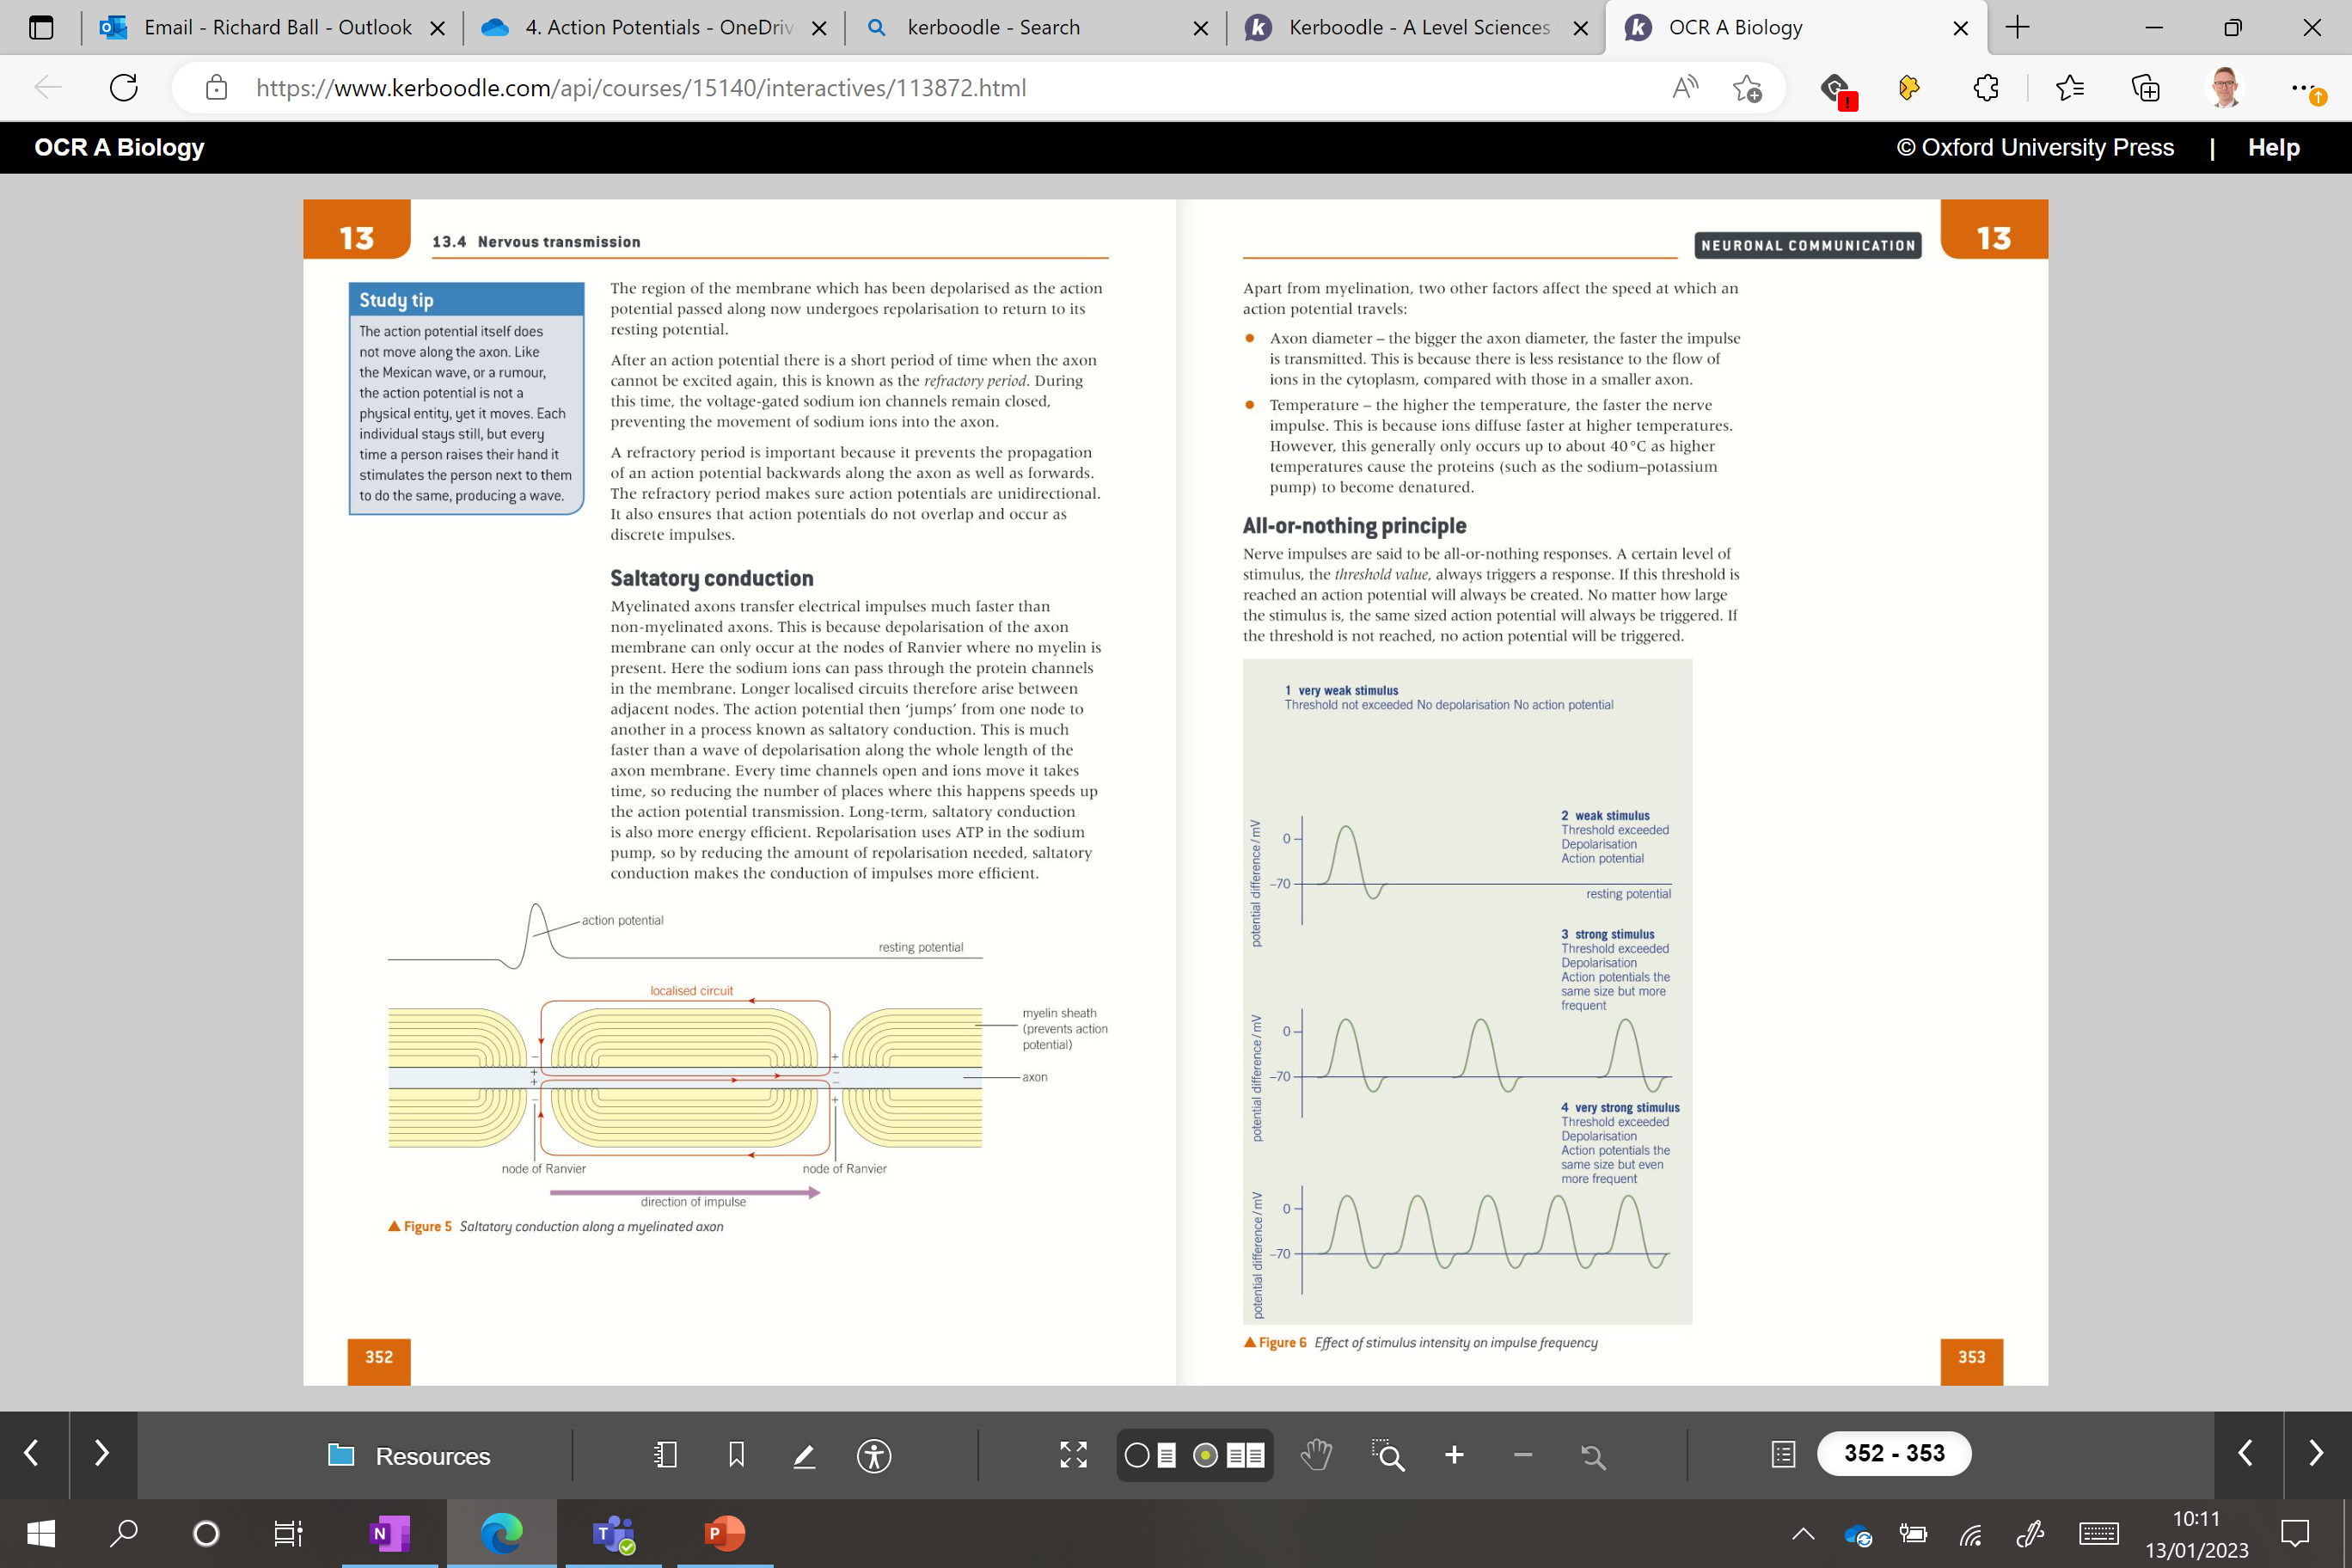 Email - Richard Ball - Outlook
4. Action Potentials - OneDriv
kerboodle - Search
Kerboodle - A Level Sciences
OCR A Biology
https://www.kerboodle.com/api/courses/15140/interactives/113872.html
OCR A Biology
© Oxford University Press | Help
13
13.4 Nervous transmission
Study tip
The action potential itself does
not move along the axon. Like
the Mexican wave, or a rumour,
the action potential is not a
physical entity, yet it moves. Each
individual stays still, but every
time a person raises their hand it
stimulates the person next to them
to do the same, producing a wave.
The region of the membrane which has been depolarised as the action
potential passed along now undergoes repolarisation to return to its
resting potential.
After an action potential there is a short period of time when the axon
cannot be excited again, this is known as the refractory period. During
this time, the voltage-gated sodium ion channels remain closed,
preventing the movement of sodium ions into the axon.
A refractory period is important because it prevents the propagation
of an action potential backwards along the axon as well as forwards.
The refractory period makes sure action potentials are unidirectional.
It also ensures that action potentials do not overlap and occur as
discrete impulses.
Saltatory conduction
Myelinated axons transfer electrical impulses much faster than
non-myelinated axons. This is because depolarisation of the axon
membrane can only occur at the nodes of Ranvier where no myelin is
present. Here the sodium ions can pass through the protein channels
in the membrane. Longer localised circuits therefore arise between
adjacent nodes. The action potential then ‘jumps’ from one node to
another in a process known as saltatory conduction. This is much
faster than a wave of depolarisation along the whole length of the
axon membrane. Every time channels open and ions move it takes
time, so reducing the number of places where this happens speeds up
the action potential transmission. Long-term, saltatory conduction
is also more energy efficient. Repolarisation uses ATP in the sodium
pump, so by reducing the amount of repolarisation needed, saltatory
conduction makes the conduction of impulses more efficient.
action potential
resting potential
localised circuit
myelin sheath
(prevents action
potential)
axon
node of Ranvier
node of Ranvier
direction of impulse
▲ Figure 5 Saltatory conduction along a myelinated axon
352
NEURONAL COMMUNICATION
13
Apart from myelination, two other factors affect the speed at which an
action potential travels:
• Axon diameter – the bigger the axon diameter, the faster the impulse
is transmitted. This is because there is less resistance to the flow of
ions in the cytoplasm, compared with those in a smaller axon.
• Temperature – the higher the temperature, the faster the nerve
impulse. This is because ions diffuse faster at higher temperatures.
However, this generally only occurs up to about 40 °C as higher
temperatures cause the proteins (such as the sodium–potassium
pump) to become denatured.
All-or-nothing principle
Nerve impulses are said to be all-or-nothing responses. A certain level of
stimulus, the threshold value, always triggers a response. If this threshold is
reached an action potential will always be created. No matter how large
the stimulus is, the same sized action potential will always be triggered. If
the threshold is not reached, no action potential will be triggered.
1 very weak stimulus
Threshold not exceeded No depolarisation No action potential
potential difference/mV
0
–70
2 weak stimulus
Threshold exceeded
Depolarisation
Action potential
resting potential
3 strong stimulus
Threshold exceeded
Depolarisation
Action potentials the
same size but more
frequent
potential difference/mV
0
–70
4 very strong stimulus
Threshold exceeded
Depolarisation
Action potentials the
same size but even
more frequent
potential difference/mV
0
–70
▲ Figure 6 Effect of stimulus intensity on impulse frequency
353
Resources
352 - 353
10:11
13/01/2023